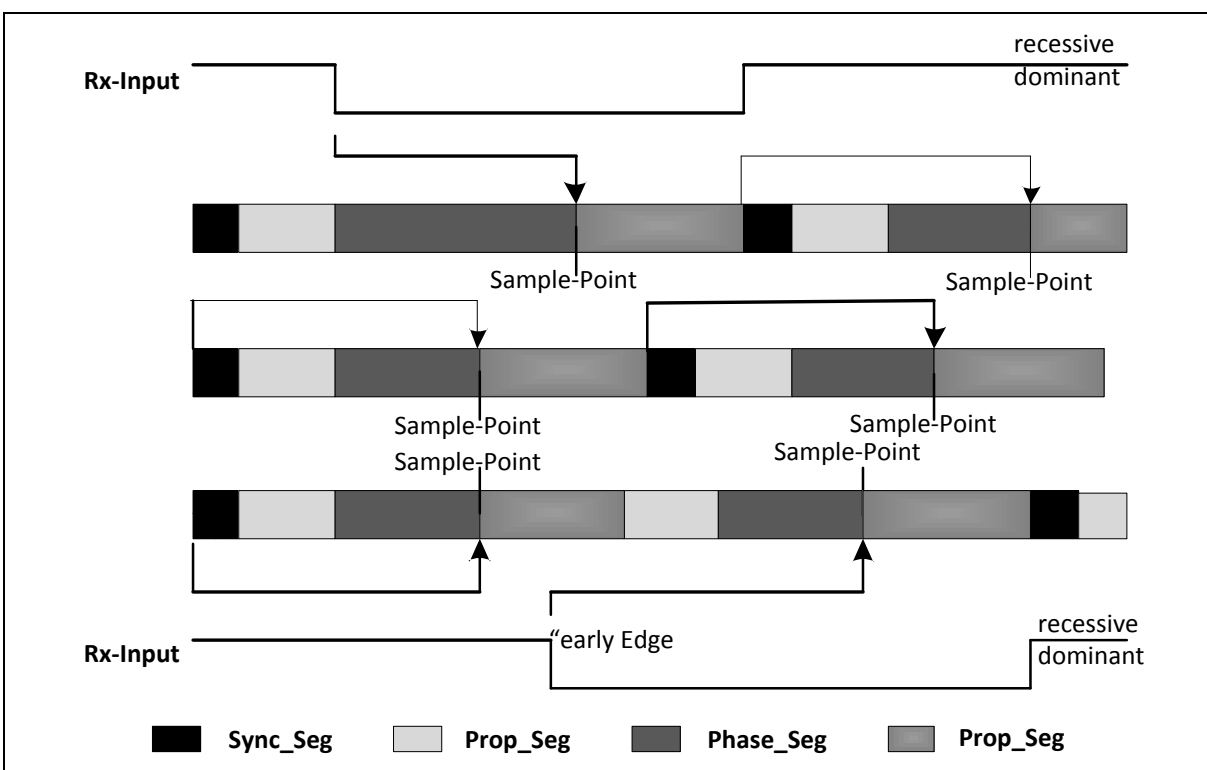 recessive
Rx-Input
dominant
Sample-Point
Sample-Point
Sample-Point
Sample-Point
Sample-Point
Sample-Point
“early Edge
recessive
Rx-Input
dominant
Sync_Seg
Prop_Seg
Phase_Seg
Prop_Seg